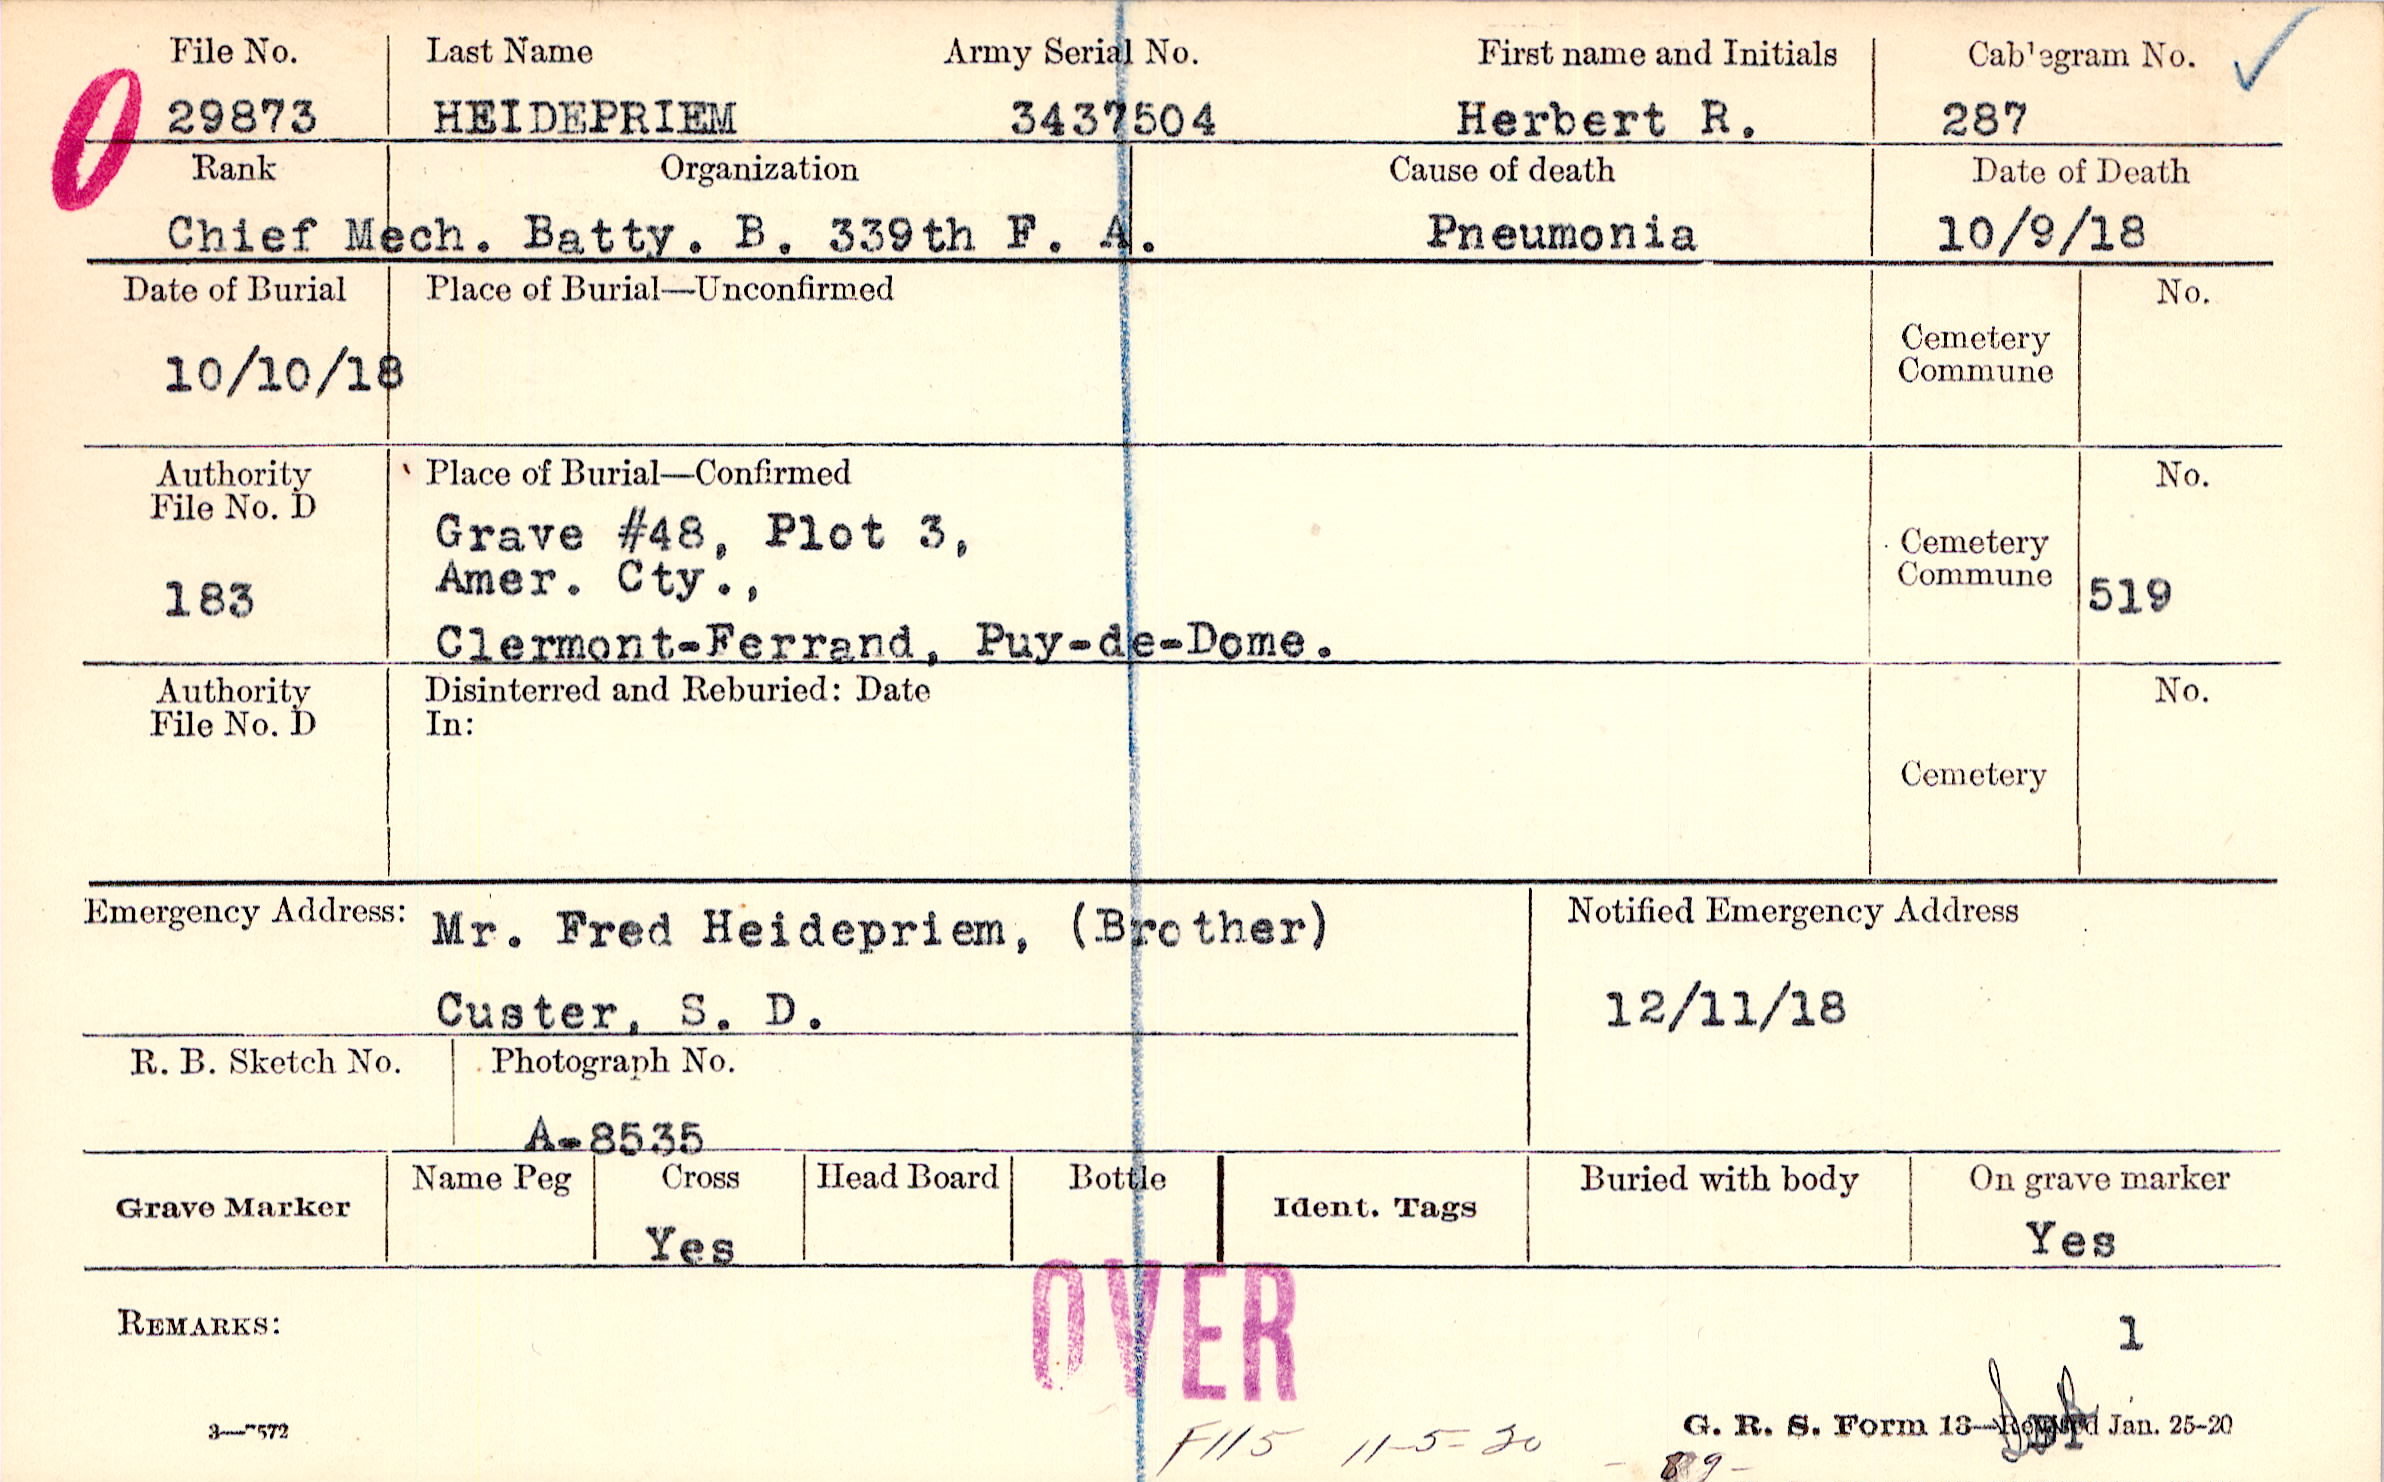 File No. Last Name Army Serial No. First name and Initials Cablegram No.
29873 HEIDEPRIEM 3437504 Herbert R. 287
Rank Organization Cause of death Date of Death
Chief Mech. Batty. B. 339th F. A. Pneumonia 10/9/18
Date of Burial Place of Burial—Unconfirmed No.
Cemetery
Commune
10/10/18
Authority Place of Burial—Confirmed No.
File No. D
Grave #48, Plot 3,
Amer. Cty.,
Cemetery
Commune
183 519
Clermont-Ferrand, Puy-de-Dome.
Authority Disinterred and Reburied: Date No.
File No. D In:
Cemetery
Emergency Address: Mr. Fred Heidepriem, (Brother) Notified Emergency Address
Custer, S. D. 12/11/18
R. B. Sketch No. Photograph No.
A-8535
Grave Marker Name Peg Cross Head Board Bottle Ident. Tags Buried with body On grave marker
Yes Yes
OVER
REMARKS: 1
3—7572 G. R. S. Form 13—Revised Jan. 25-20
F115 11-5-20